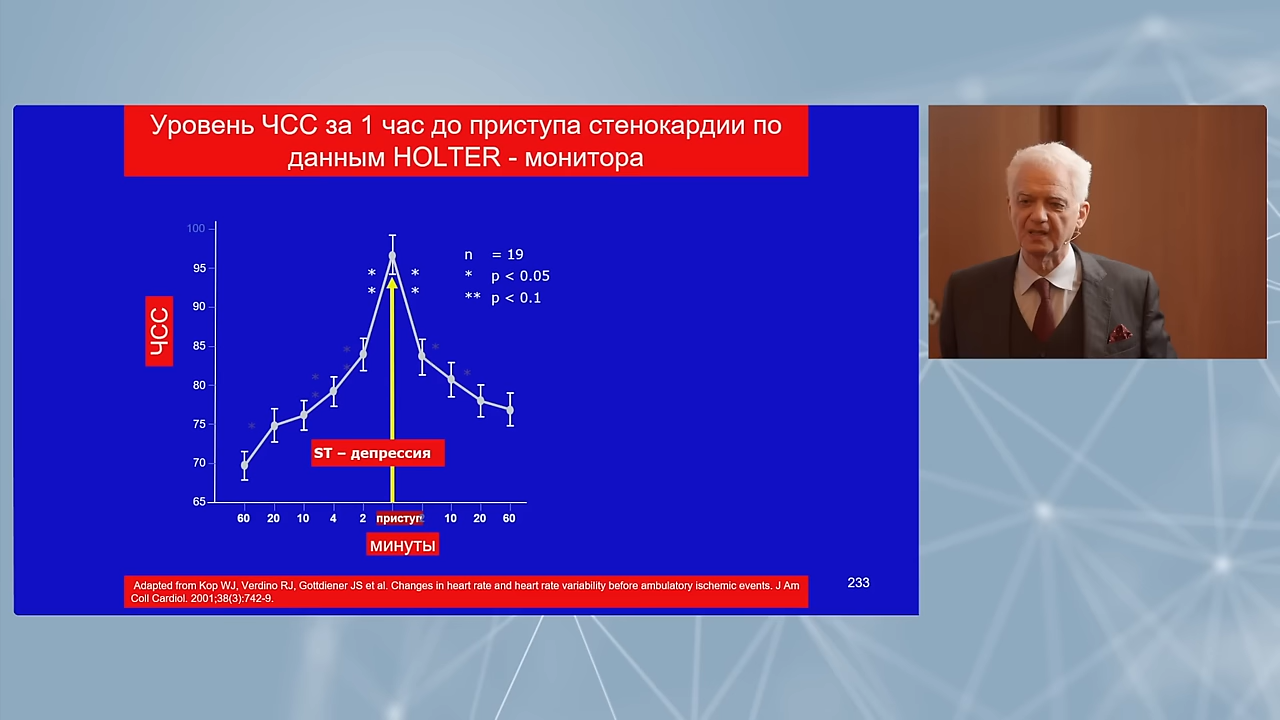 Уровень ЧСС за 1 час до приступа стенокардии по
данным HOLTER - монитора
100
95
90
85
80
75
70
65
ЧСС
n = 19
* p < 0.05
** p < 0.1
* *
* *
*
*
*
*
*
*
*
ST – депрессия
60 20 10 4 2 приступ 2 10 20 60
минуты
Adapted from Kop WJ, Verdino RJ, Gottdiener JS et al. Changes in heart rate and heart rate variability before ambulatory ischemic events. J Am
Coll Cardiol. 2001;38(3):742-9.
233